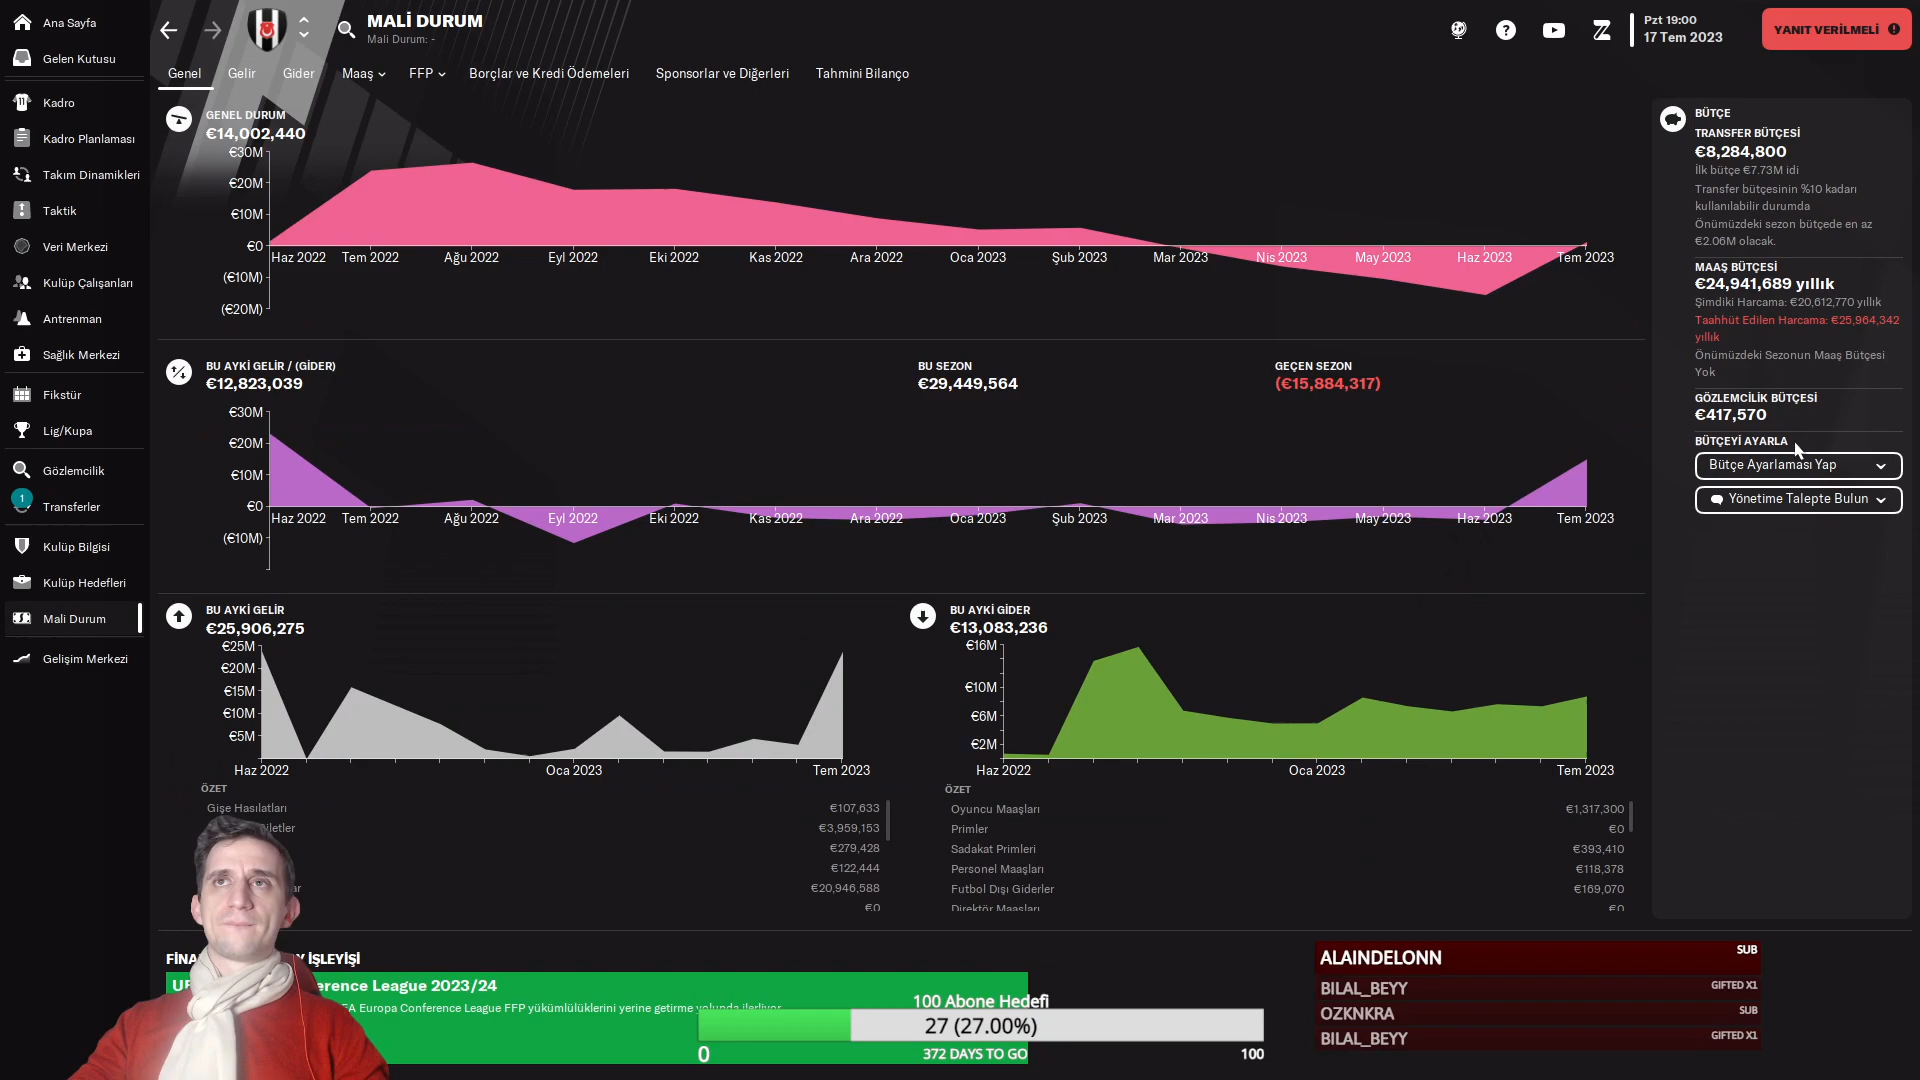 Ana Sayfa
Gelen Kutusu
Kadro
Kadro Planlaması
Takım Dinamikleri
Taktik
Veri Merkezi
Kulüp Çalışanları
Antrenman
Sağlık Merkezi
Fikstür
Lig/Kupa
Gözlemcilik
1
Transferler
Kulüp Bilgisi
Kulüp Hedefleri
Mali Durum
Gelişim Merkezi
MALİ DURUM
Mali Durum: -
Pzt 19:00
17 Tem 2023
YANIT VERİLMELİ
Genel Gelir Gider Maaş FFP Borçlar ve Kredi Ödemeleri Sponsorlar ve Diğerleri Tahmini Bilanço
GENEL DURUM
€14,002,440
€30M
€20M
€10M
€0
(€10M)
(€20M)
Haz 2022 Tem 2022 Ağu 2022 Eyl 2022 Eki 2022 Kas 2022 Ara 2022 Oca 2023 Şub 2023 Mar 2023 Nis 2023 May 2023 Haz 2023 Tem 2023
BU AYKİ GELİR / (GİDER)
€12,823,039
BU SEZON
€29,449,564
GEÇEN SEZON
(€15,884,317)
€30M
€20M
€10M
€0
(€10M)
Haz 2022 Tem 2022 Ağu 2022 Eyl 2022 Eki 2022 Kas 2022 Ara 2022 Oca 2023 Şub 2023 Mar 2023 Nis 2023 May 2023 Haz 2023 Tem 2023
BU AYKİ GELİR
€25,906,275
€25M
€20M
€15M
€10M
€5M
Haz 2022 Oca 2023 Tem 2023
ÖZET
Gişe Hasılatları €107,633
€3,959,153
€279,428
€122,444
€20,946,588
€0
BU AYKİ GİDER
€13,083,236
€16M
€10M
€6M
€2M
Haz 2022 Oca 2023 Tem 2023
ÖZET
Oyuncu Maaşları €1,317,300
Primler €0
Sadakat Primleri €393,410
Personel Maaşları €118,378
Futbol Dışı Giderler €169,070
Direktör Maaşları €0
BÜTÇE
TRANSFER BÜTÇESİ
€8,284,800
İlk bütçe €7.73M idi
Transfer bütçesinin %10 kadarı
kullanılabilir durumda
Önümüzdeki sezon bütçede en az
€2.06M olacak.
MAAŞ BÜTÇESİ
€24,941,689 yıllık
Şimdiki Harcama: €20,612,770 yıllık
Taahhüt Edilen Harcama: €25,964,342
yıllık
Önümüzdeki Sezonun Maaş Bütçesi
Yok
GÖZLEMCİLİK BÜTÇESİ
€417,570
BÜTÇEYİ AYARLA
Bütçe Ayarlaması Yap
Yönetime Talepte Bulun
İŞLEYİŞİ
League 2023/24
Europa Conference League FFP yükümlülüklerini yerine getirme yolunda ilerliyor.
100 Abone Hedefi
27 (27.00%)
0 372 DAYS TO GO 100
ALAINDELONN SUB
BILAL_BEYY GIFTED X1
OZKNKRA SUB
BILAL_BEYY GIFTED X1